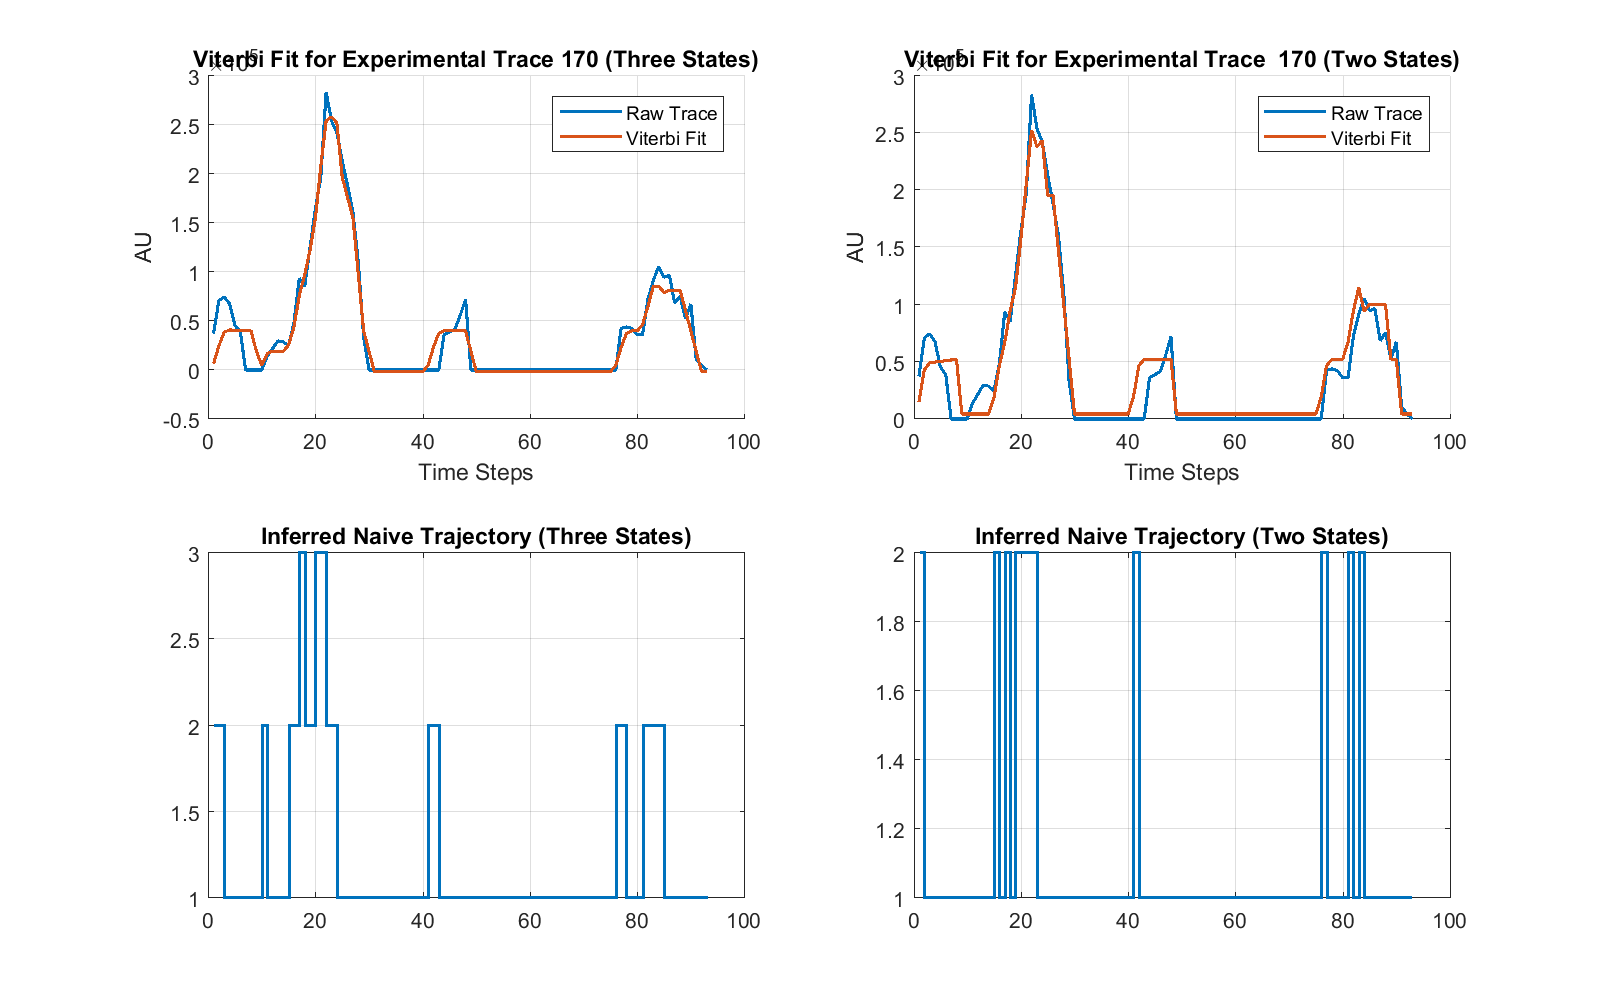 Viterbi Fit for Experimental Trace 170 (Three States)
×10^5
3
2.5
2
1.5
1
0.5
0
-0.5
AU
0 20 40 60 80 100
Time Steps
Raw Trace
Viterbi Fit
Viterbi Fit for Experimental Trace 170 (Two States)
×10^5
3
2.5
2
1.5
1
0.5
0
AU
0 20 40 60 80 100
Time Steps
Raw Trace
Viterbi Fit
Inferred Naive Trajectory (Three States)
3
2.5
2
1.5
1
0 20 40 60 80 100
Inferred Naive Trajectory (Two States)
2
1.8
1.6
1.4
1.2
1
0 20 40 60 80 100